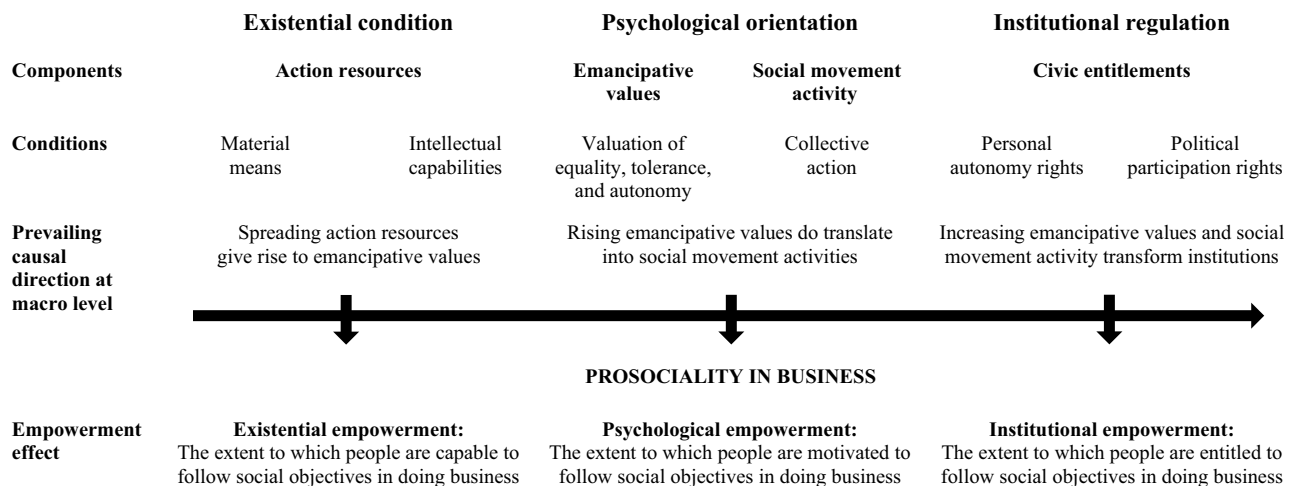 Existential condition Psychological orientation Institutional regulation
Components Action resources Emancipative Social movement Civic entitlements
values activity
Conditions Material Intellectual Valuation of Collective Personal Political
means capabilities equality, tolerance, action autonomy rights participation rights
and autonomy
Prevailing Spreading action resources Rising emancipative values do translate Increasing emancipative values and social
causal give rise to emancipative values into social movement activities movement activity transform institutions
direction at
macro level
PROSOCIALITY IN BUSINESS
Empowerment Existential empowerment: Psychological empowerment: Institutional empowerment:
effect The extent to which people are capable to The extent to which people are motivated to The extent to which people are entitled to
follow social objectives in doing business follow social objectives in doing business follow social objectives in doing business